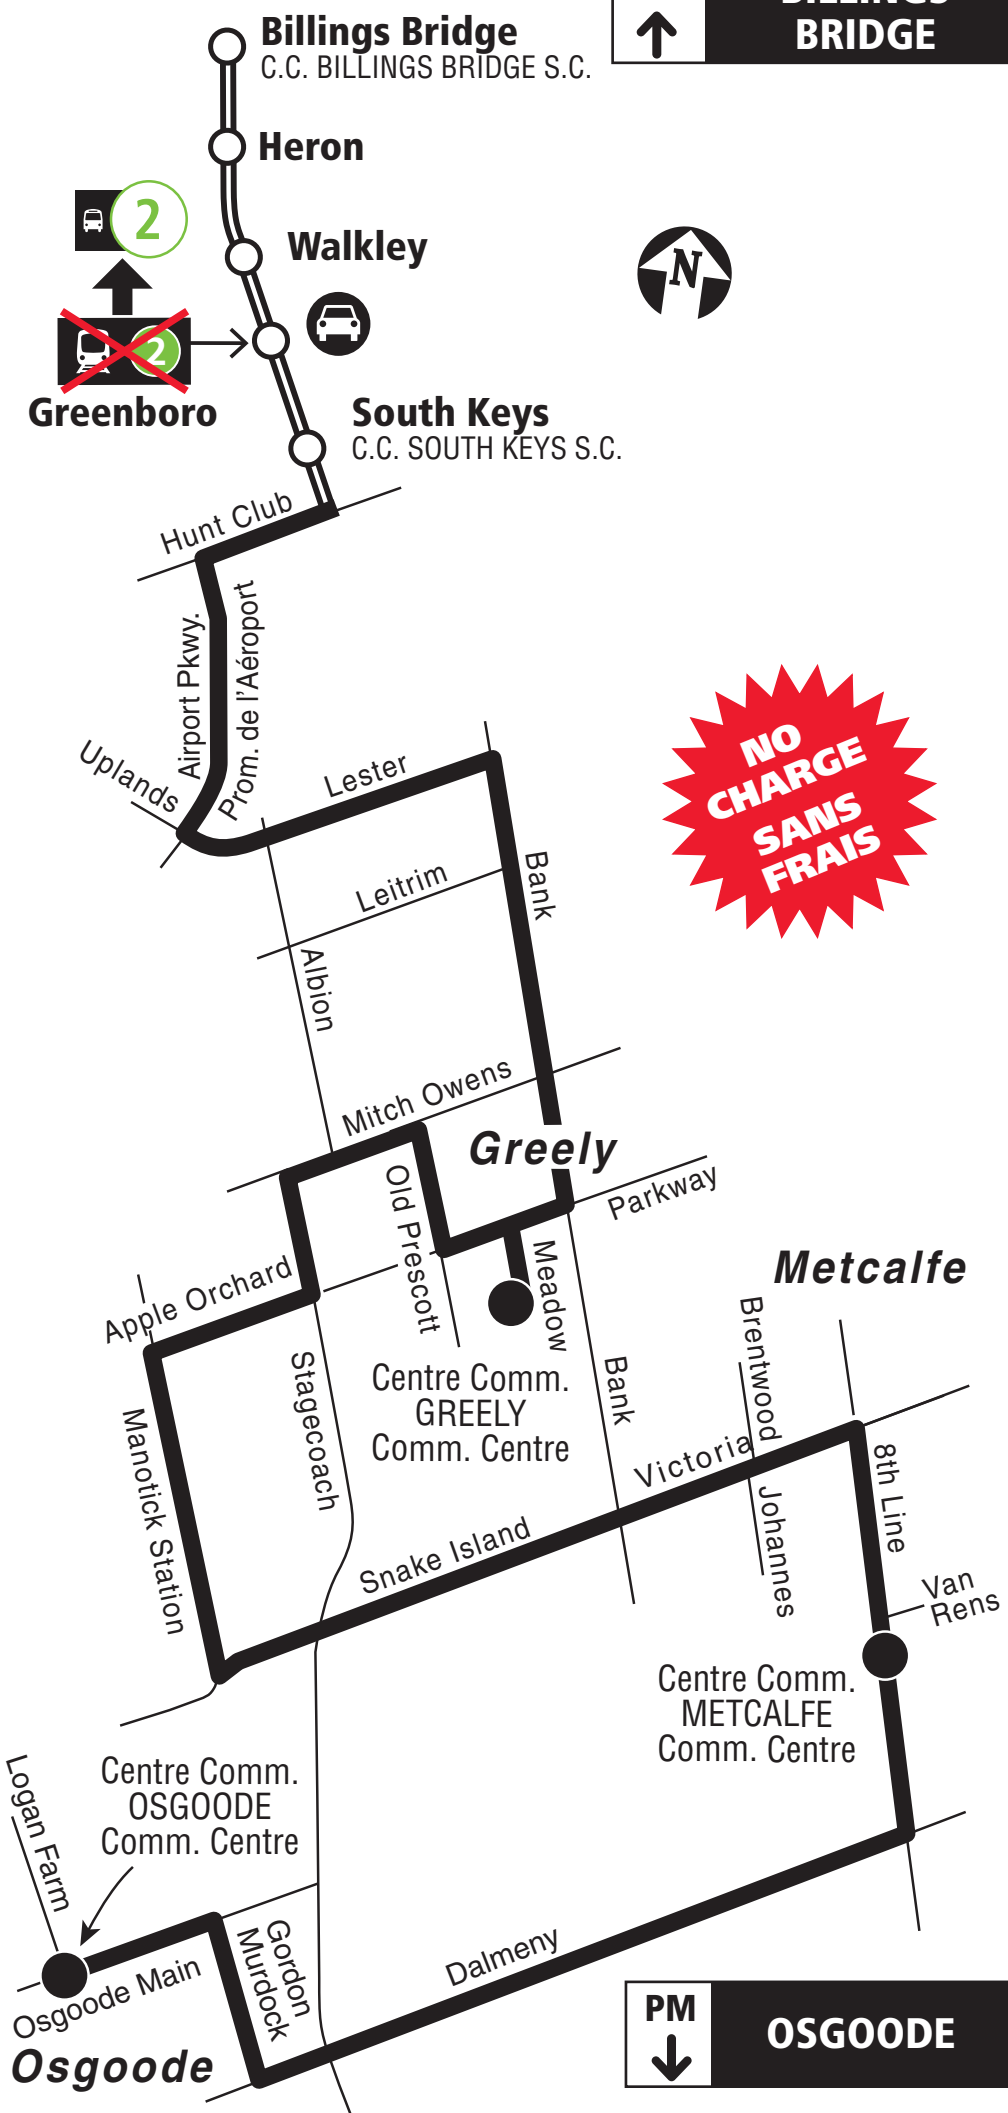 BILLINGS
BRIDGE
Billings Bridge
C.C. BILLINGS BRIDGE S.C.
Heron
2
Walkley
N
2
Greenboro
South Keys
C.C. SOUTH KEYS S.C.
Hunt Club
Airport Pkwy.
Prom. de l'Aéroport
Uplands
Lester
NO
CHARGE
SANS
FRAIS
Leitrim
Bank
Albion
Mitch Owens
Greely
Old Prescott
Parkway
Apple Orchard
Meadow
Metcalfe
Brentwood
Stagecoach
Centre Comm.
GREELY
Comm. Centre
Bank
Manotick Station
Victoria
8th Line
Johannes
Snake Island
Van
Rens
Centre Comm.
METCALFE
Comm. Centre
Logan Farm
Centre Comm.
OSGOODE
Comm. Centre
Gordon
Murdock
Osgoode Main
Dalmeny
Osgoode
PM
OSGOODE